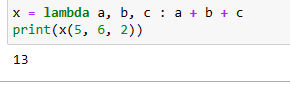 x = lambda a, b, c : a + b + c
print(x(5, 6, 2))
13